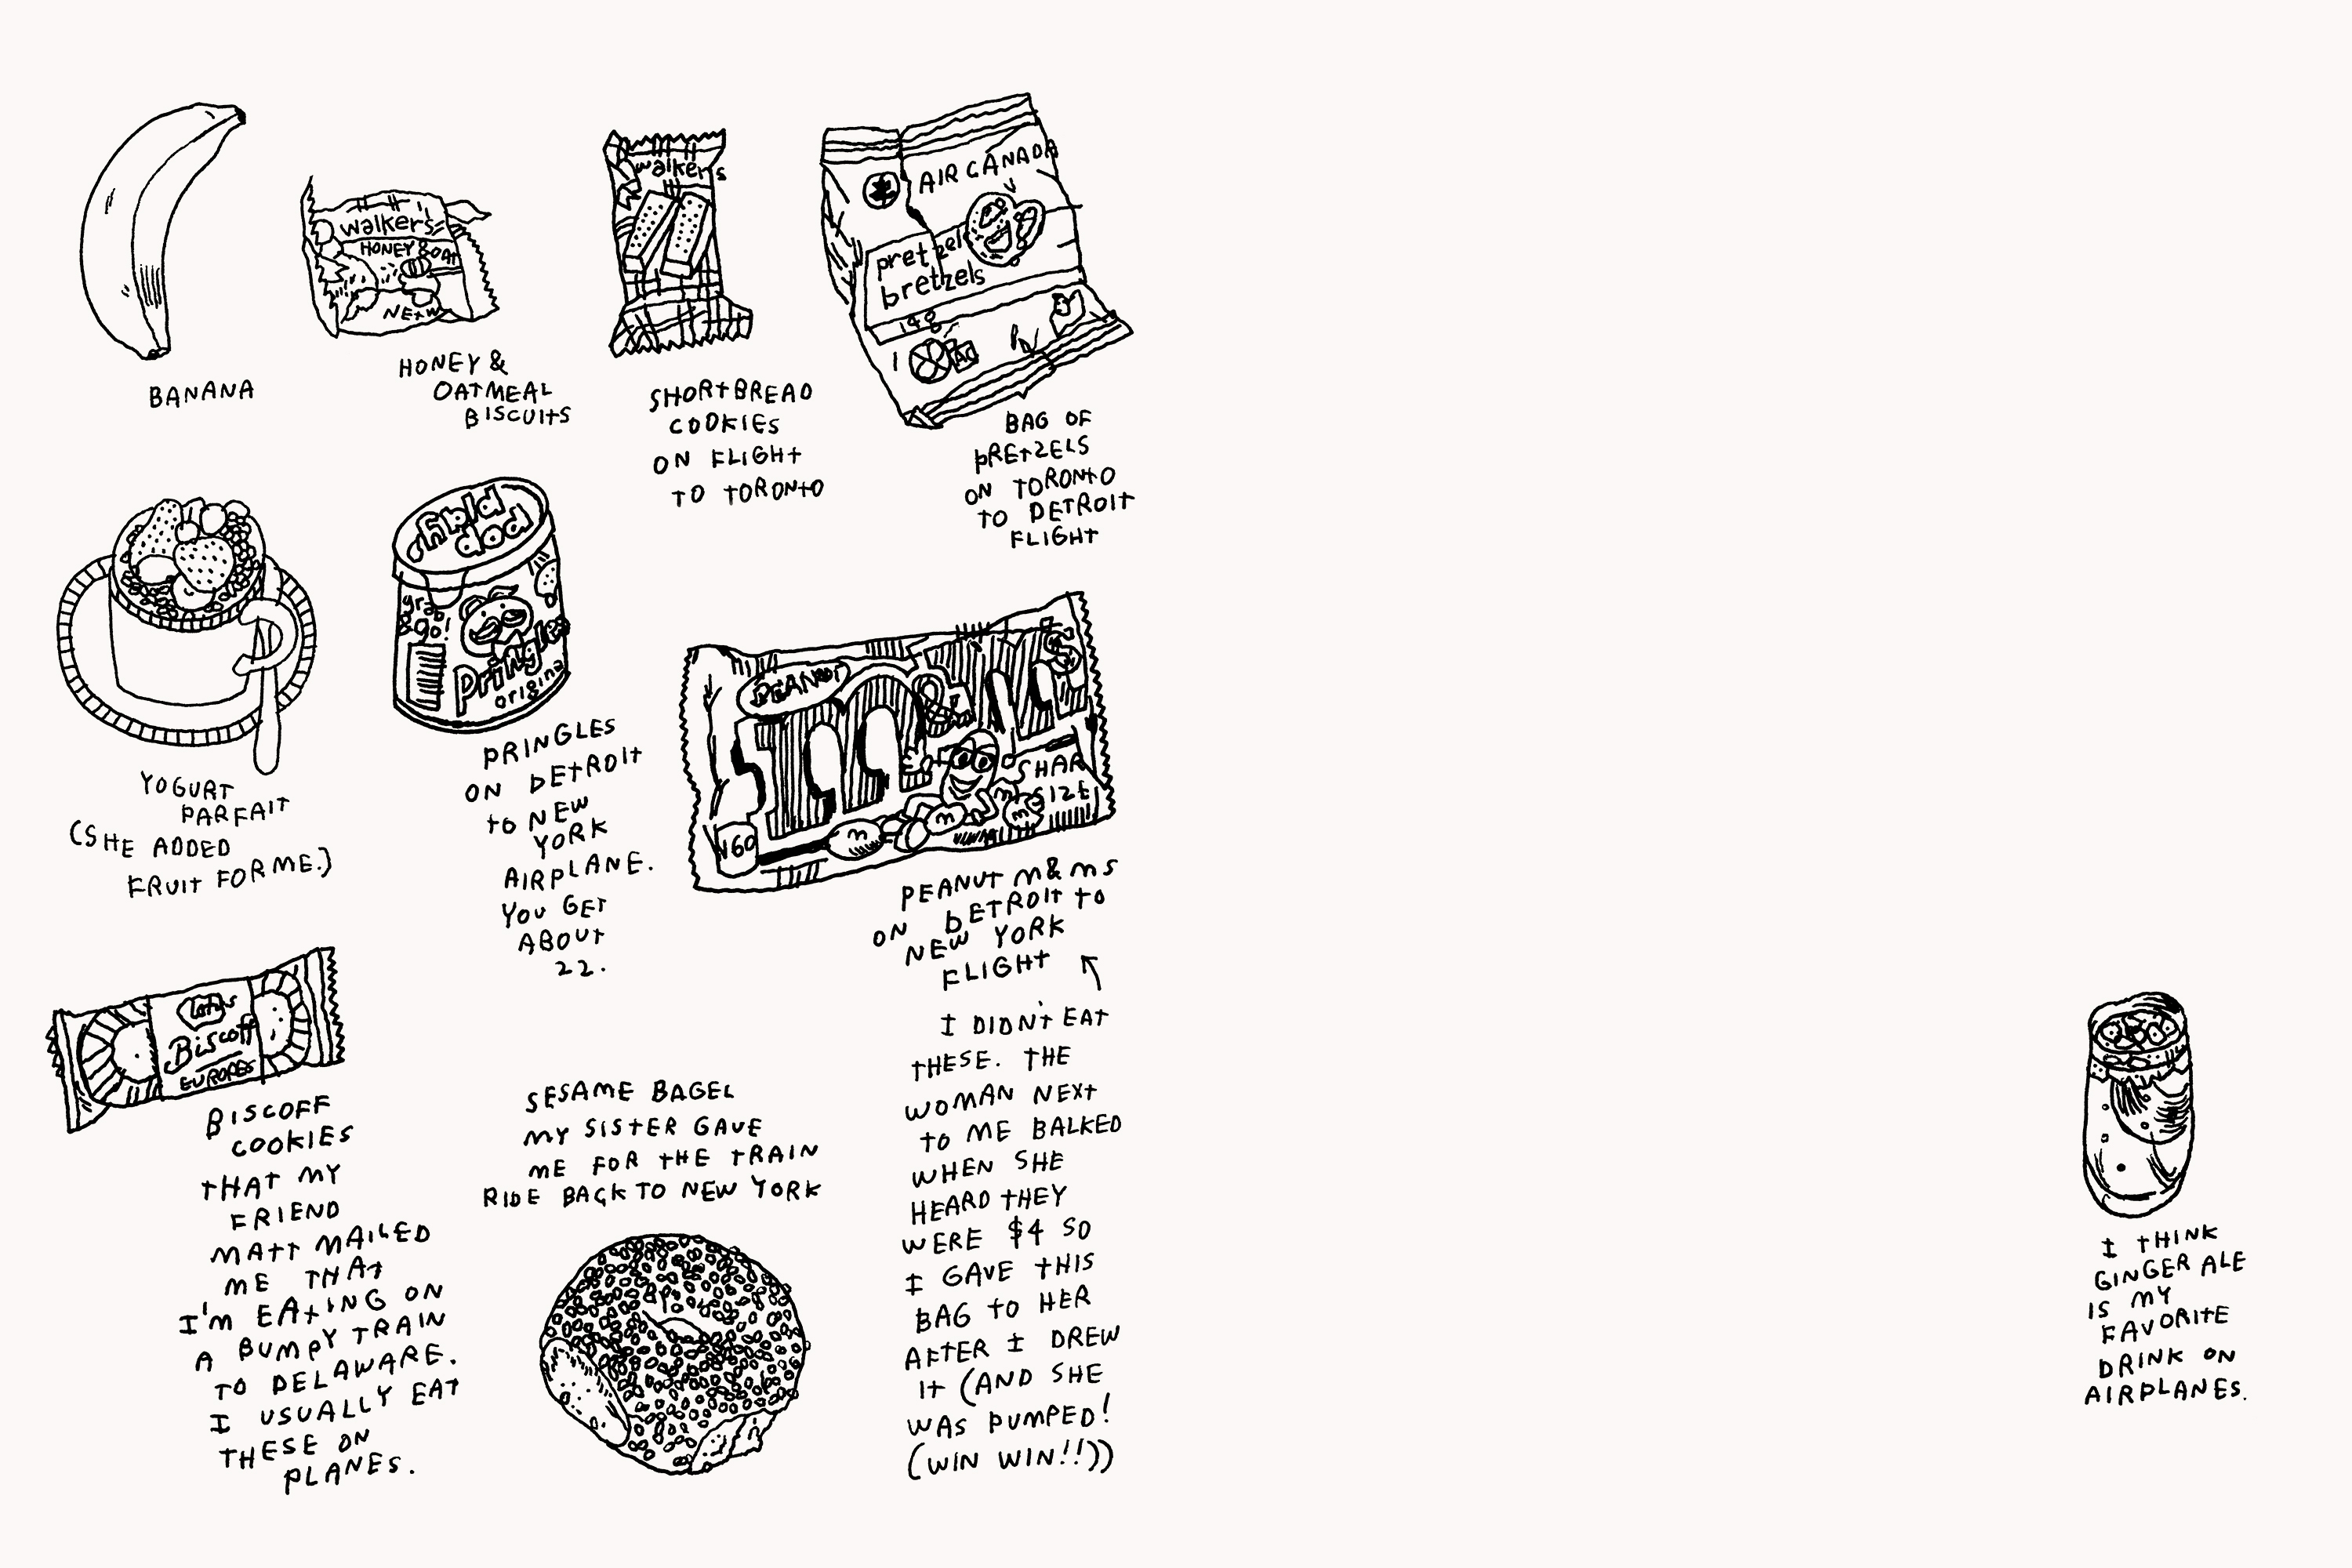 BANANA
walkers
HONEY & OAT
HONEY &
OATMEAL
BISCUITS
walkers
SHORTBREAD
COOKIES
ON FLIGHT
TO TORONTO
AIR CANADA
pretzels
bretzels
14g
BAG OF
PRETZELS
ON TORONTO
TO DETROIT
FLIGHT
YOGURT
PARFAIT
(SHE ADDED
FRUIT FOR ME.)
grab
& go!
Pringles
original
PRINGLES
ON DETROIT
TO NEW
YORK
AIRPLANE.
YOU GET
ABOUT
22.
PEANUT
m&m's
SHARE
SIZE
160
m
m
m
PEANUT M&MS
ON DETROIT TO
NEW YORK
FLIGHT
I DIDN'T EAT
THESE. THE
WOMAN NEXT
TO ME BALKED
WHEN SHE
HEARD THEY
WERE $4 SO
I GAVE THIS
BAG TO HER
AFTER I DREW
IT (AND SHE
WAS PUMPED!
(WIN WIN!!))
Lotus
Biscoff
EUROPES
BISCOFF
COOKIES
THAT MY
FRIEND
MATT MAILED
ME THAT
I'M EATING ON
A BUMPY TRAIN
TO DELAWARE.
I USUALLY EAT
THESE ON
PLANES.
SESAME BAGEL
MY SISTER GAVE
ME FOR THE TRAIN
RIDE BACK TO NEW YORK
I THINK
GINGER ALE
IS MY
FAVORITE
DRINK ON
AIRPLANES.